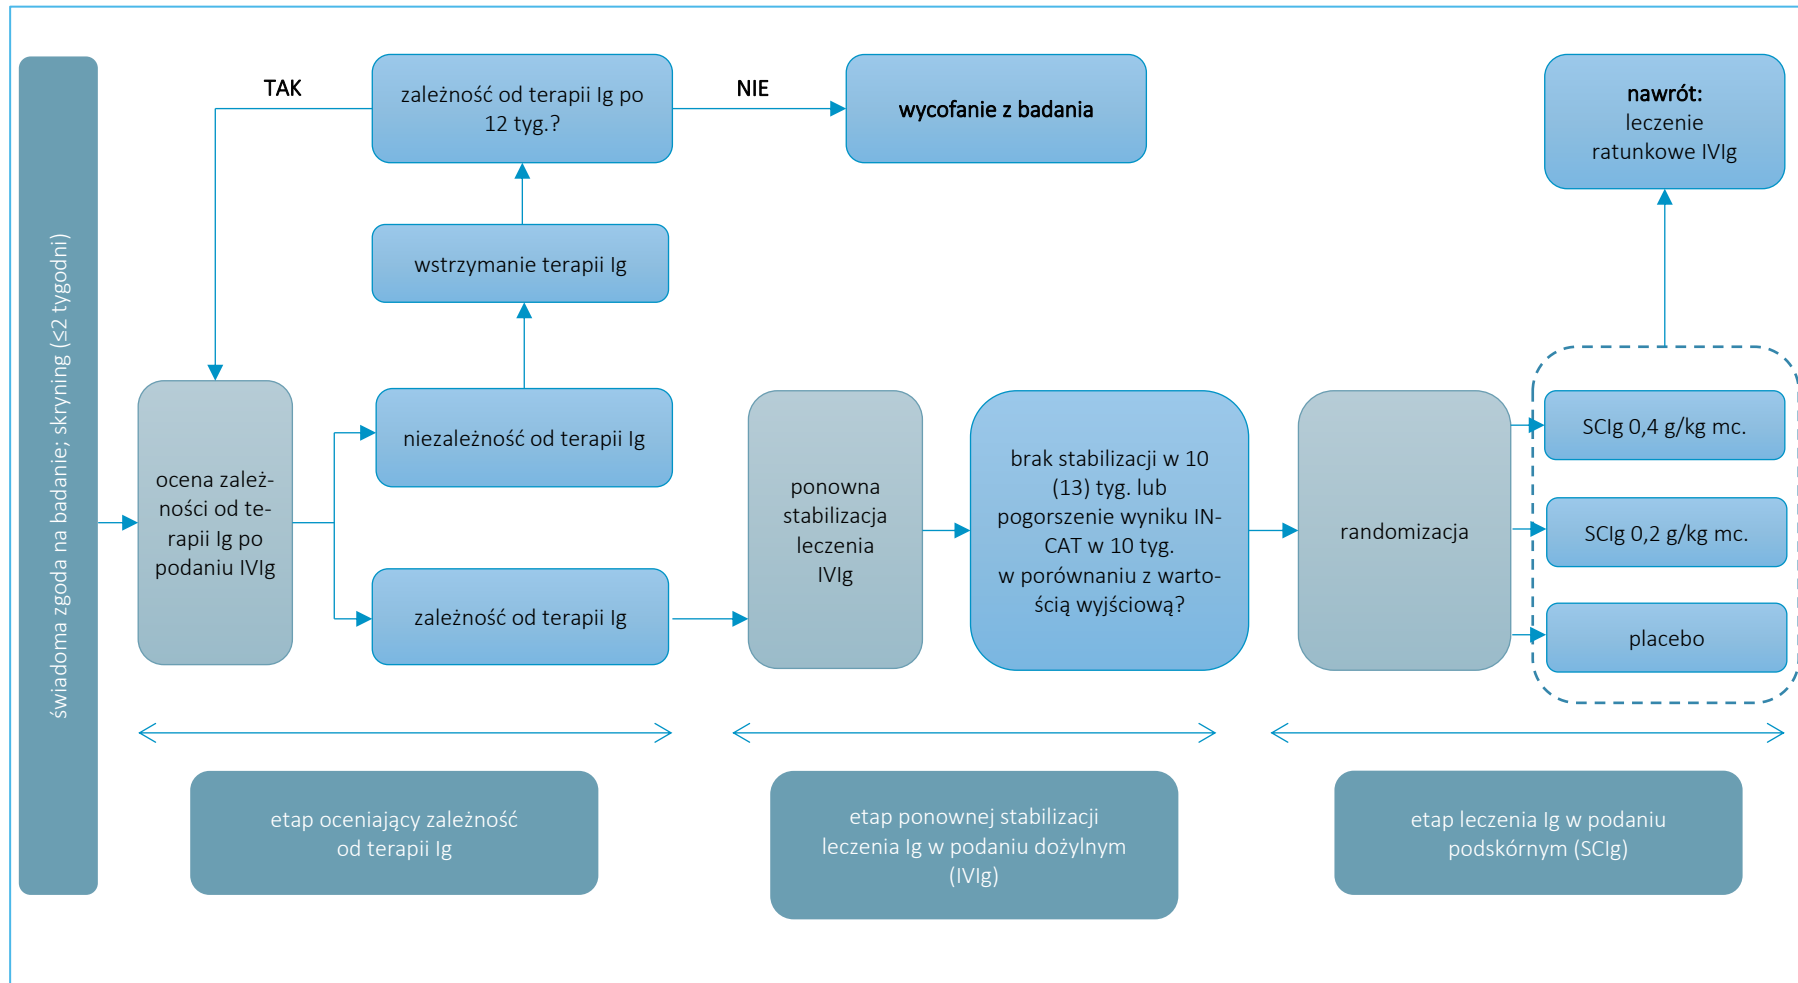 świadoma zgoda na badanie; skryning (≤2 tygodni)
TAK
zależność od terapii Ig po
12 tyg.?
NIE
wycofanie z badania
nawrót:
leczenie
ratunkowe IVIg
wstrzymanie terapii Ig
niezależność od terapii Ig
ocena zależ-
ności od te-
rapii Ig po
podaniu IVIg
zależność od terapii Ig
ponowna
stabilizacja
leczenia
IVIg
brak stabilizacji w 10
(13) tyg. lub
pogorszenie wyniku IN-
CAT w 10 tyg.
w porównaniu z warto-
ścią wyjściową?
randomizacja
SCIg 0,4 g/kg mc.
SCIg 0,2 g/kg mc.
placebo
etap oceniający zależność
od terapii Ig
etap ponownej stabilizacji
leczenia Ig w podaniu dożylnym
(IVIg)
etap leczenia Ig w podaniu
podskórnym (SCIg)